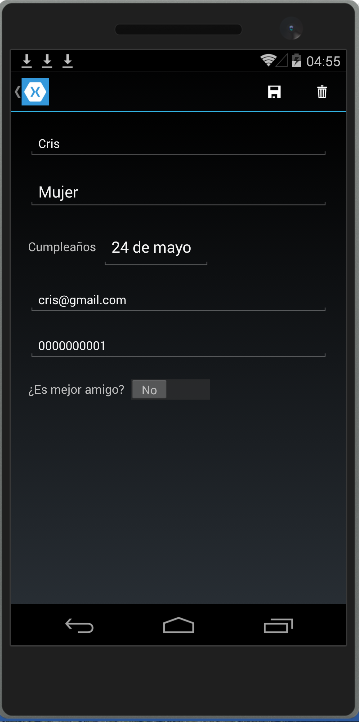 04:55
Cris
Mujer
Cumpleaños 24 de mayo
cris@gmail.com
0000000001
¿Es mejor amigo? No